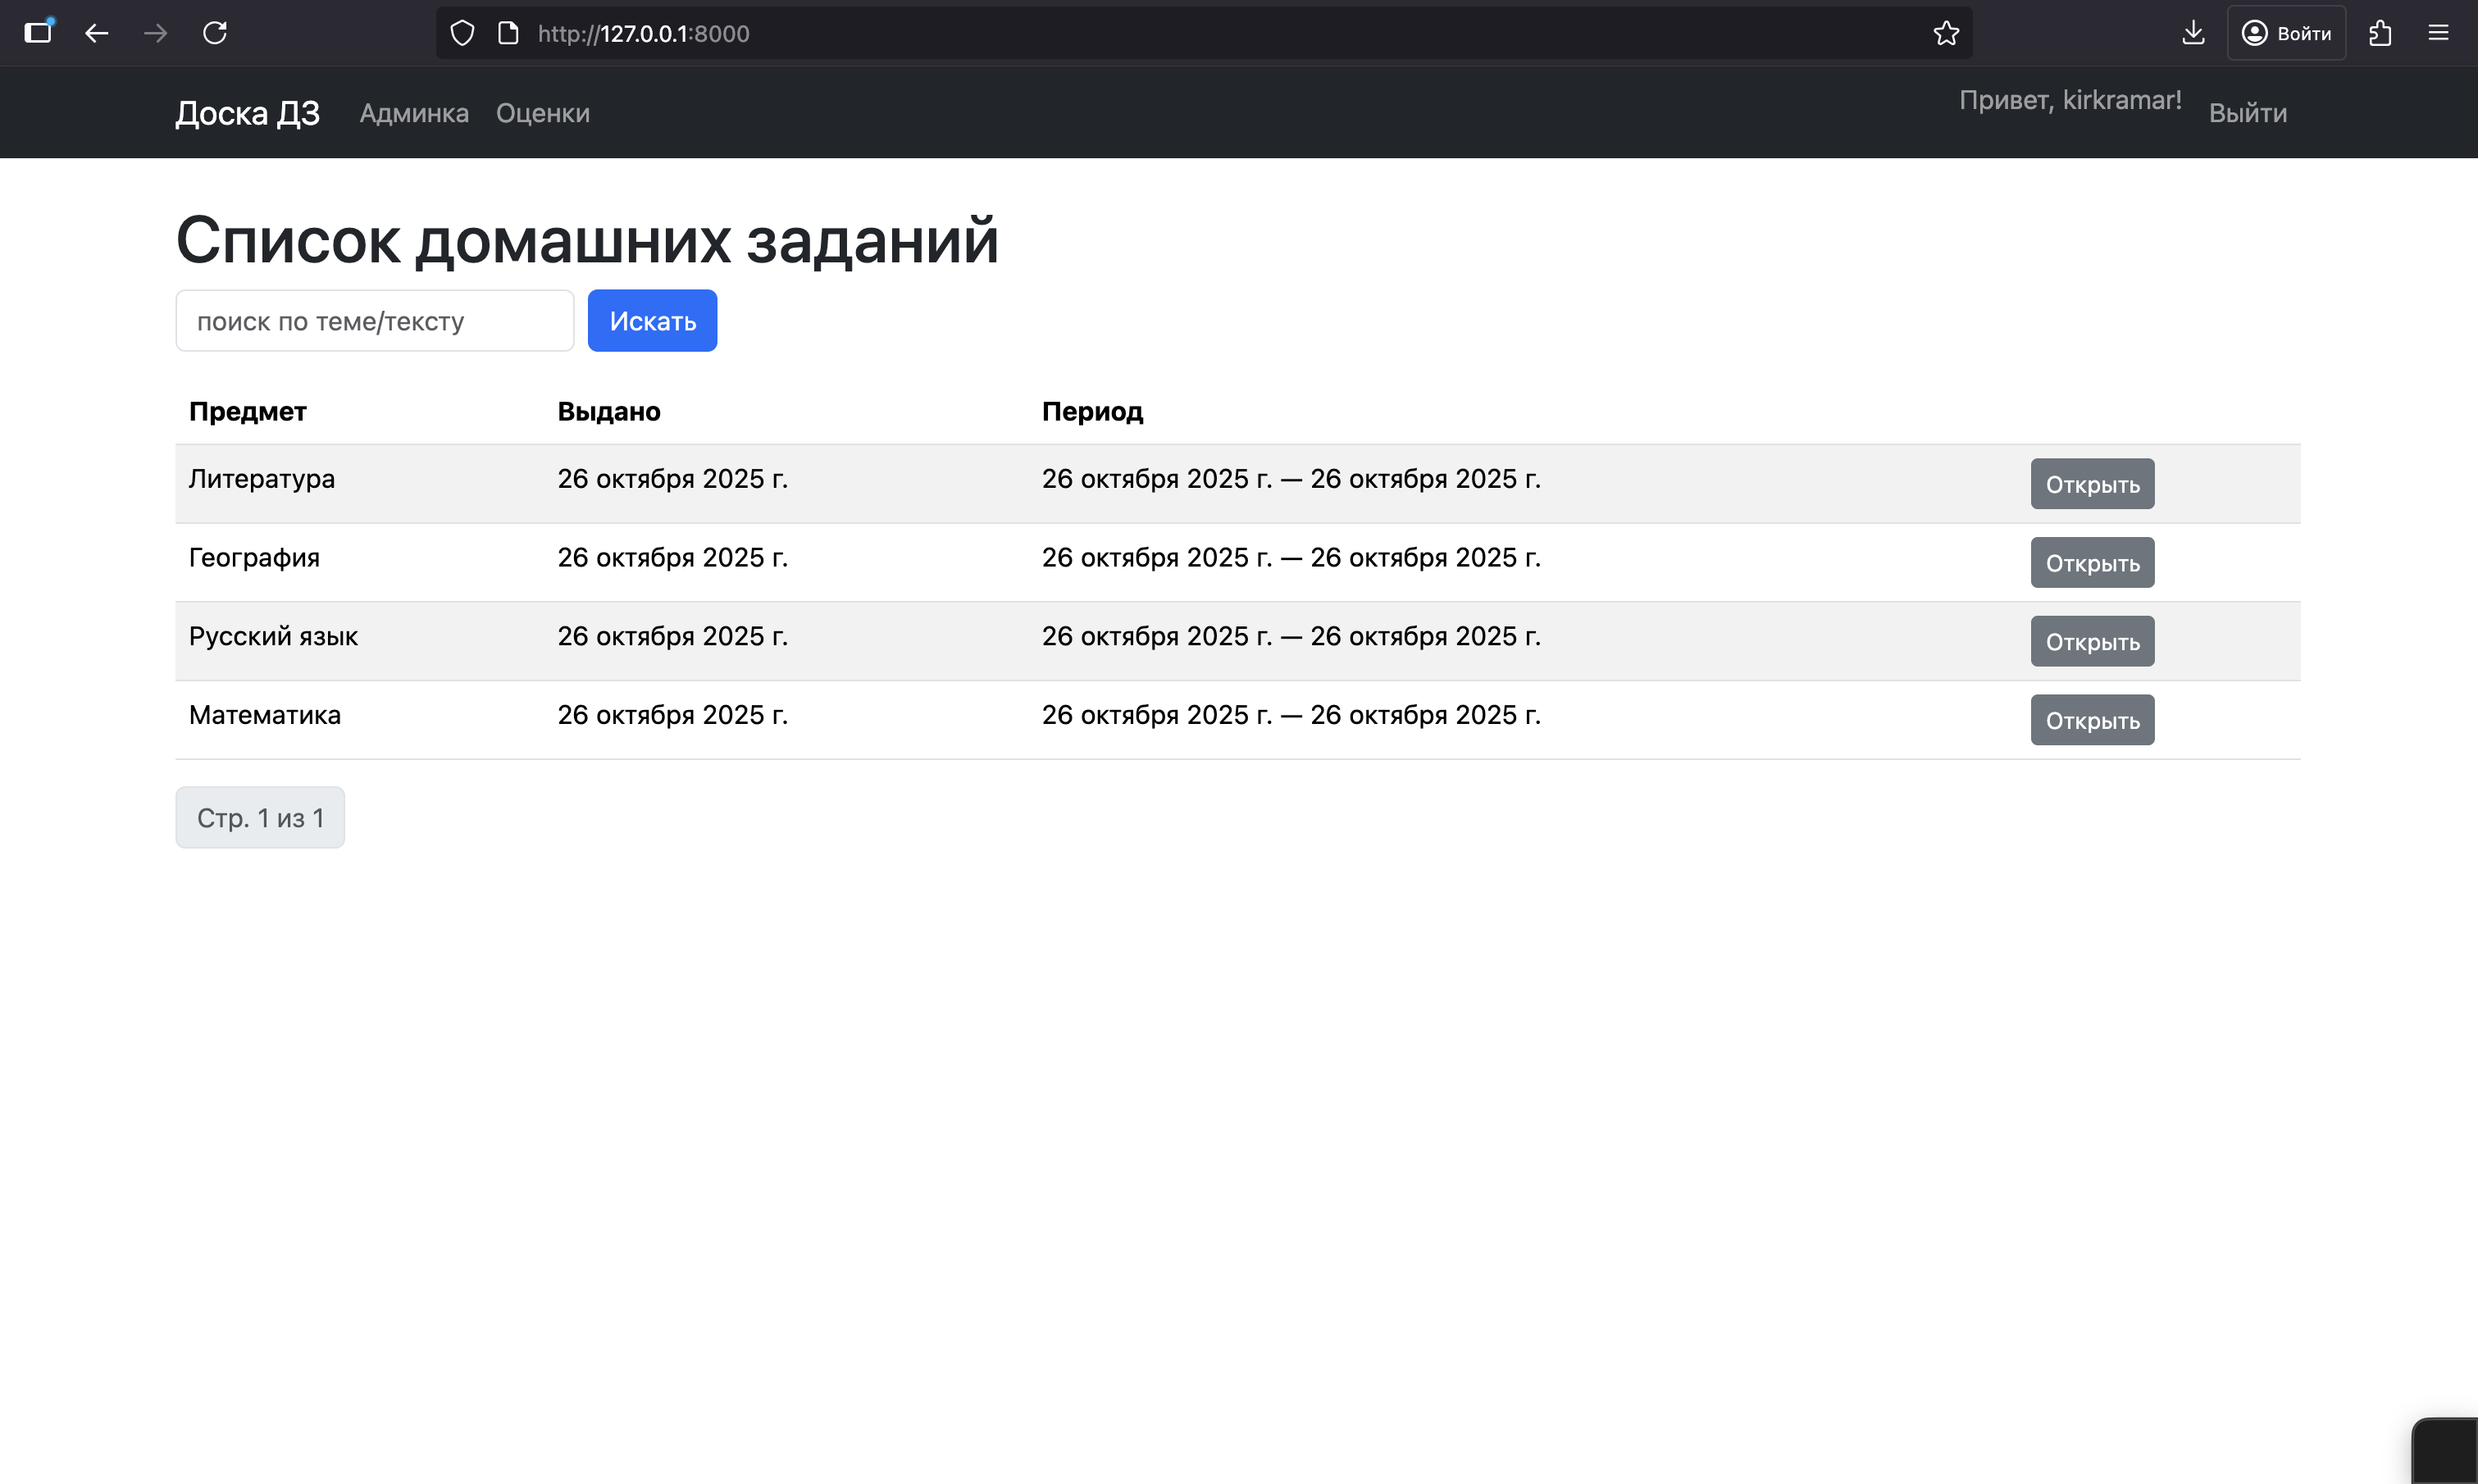 http://127.0.0.1:8000
Войти
Доска ДЗ Админка Оценки Привет, kirkramar! Выйти
Список домашних заданий
поиск по теме/тексту Искать
Предмет Выдано Период
Литература 26 октября 2025 г. 26 октября 2025 г. — 26 октября 2025 г. Открыть
География 26 октября 2025 г. 26 октября 2025 г. — 26 октября 2025 г. Открыть
Русский язык 26 октября 2025 г. 26 октября 2025 г. — 26 октября 2025 г. Открыть
Математика 26 октября 2025 г. 26 октября 2025 г. — 26 октября 2025 г. Открыть
Стр. 1 из 1